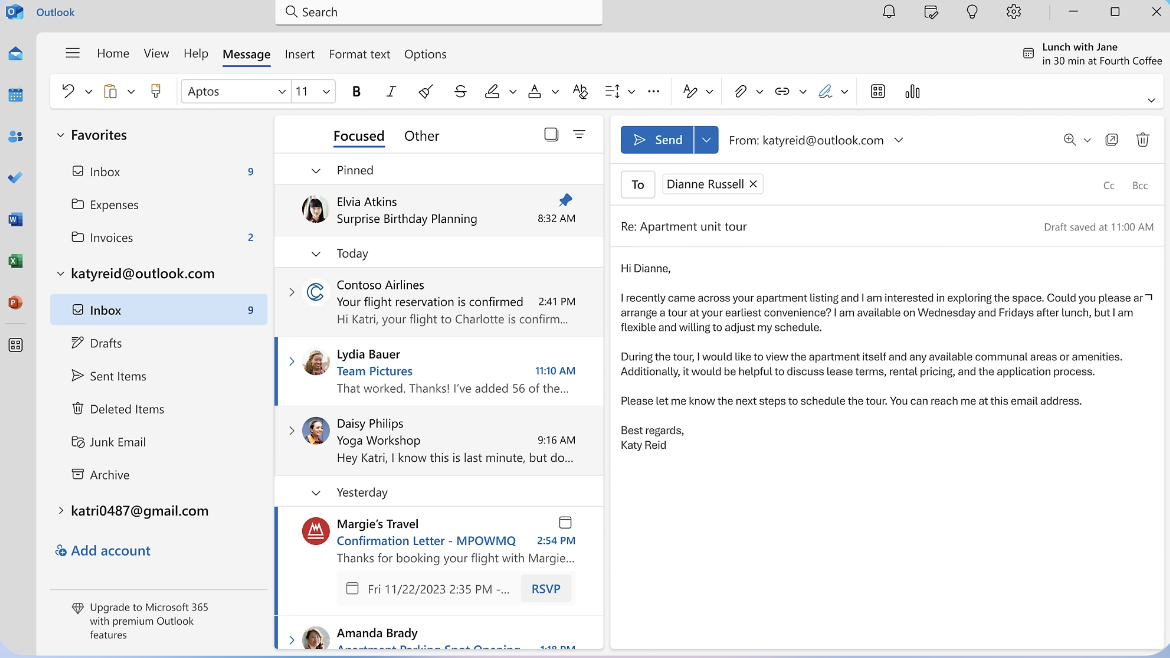 Outlook
Search
Home View Help Message Insert Format text Options
Lunch with Jane
in 30 min at Fourth Coffee
Aptos 11 B I
Favorites
Inbox 9
Expenses
Invoices 2
katyreid@outlook.com
Inbox 9
Drafts
Sent Items
Deleted Items
Junk Email
Archive
katri0487@gmail.com
Add account
Upgrade to Microsoft 365
with premium Outlook
features
Focused Other
Pinned
Elvia Atkins
Surprise Birthday Planning 8:32 AM
Today
Contoso Airlines
Your flight reservation is confirmed 2:41 PM
Hi Katri, your flight to Charlotte is confirm...
Lydia Bauer
Team Pictures 11:10 AM
That worked. Thanks! I've added 56 of the...
Daisy Philips
Yoga Workshop 9:16 AM
Hey Katri, I know this is last minute, but do...
Yesterday
Margie's Travel
Confirmation Letter - MPOWMQ 2:54 PM
Thanks for booking your flight with Margie...
Fri 11/22/2023 2:35 PM -... RSVP
Amanda Brady
Apartment Parking Spot Opening 1:18 PM
Send From: katyreid@outlook.com
To Dianne Russell Cc Bcc
Re: Apartment unit tour Draft saved at 11:00 AM
Hi Dianne,
I recently came across your apartment listing and I am interested in exploring the space. Could you please ar
arrange a tour at your earliest convenience? I am available on Wednesday and Fridays after lunch, but I am
flexible and willing to adjust my schedule.
During the tour, I would like to view the apartment itself and any available communal areas or amenities.
Additionally, it would be helpful to discuss lease terms, rental pricing, and the application process.
Please let me know the next steps to schedule the tour. You can reach me at this email address.
Best regards,
Katy Reid